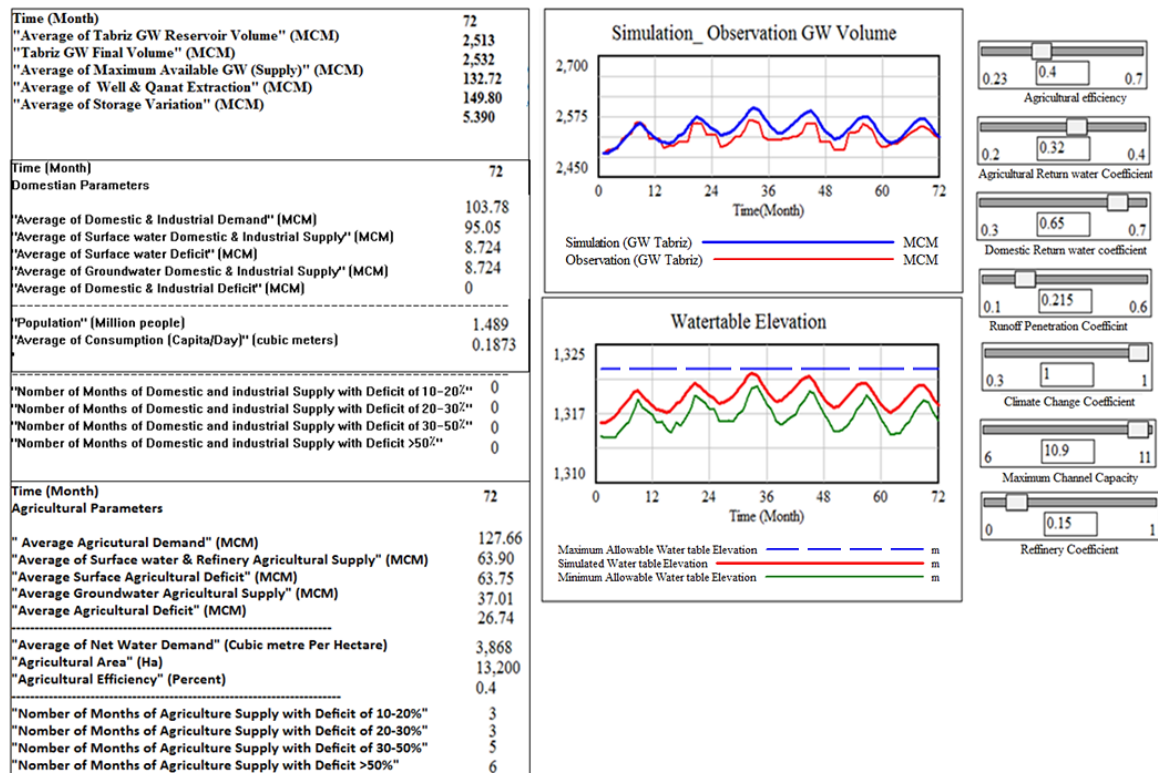 Time (Month) 72
"Average of Tabriz GW Reservoir Volume" (MCM) 2,513
"Tabriz GW Final Volume" (MCM) 2,532
"Average of Maximum Available GW (Supply)" (MCM) 132.72
"Average of Well & Qanat Extraction" (MCM) 149.80
"Average of Storage Variation" (MCM) 5.390
Time (Month) 72
Domestian Parameters
"Average of Domestic & Industrial Demand" (MCM) 103.78
"Average of Surface water Domestic & Industrial Supply" (MCM) 95.05
"Average of Surface water Deficit" (MCM) 8.724
"Average of Groundwater Domestic & Industrial Supply" (MCM) 8.724
"Average of Domestic & Industrial Deficit" (MCM) 0
"Population" (Million people) 1.489
"Average of Consumption (Capita/Day)" (cubic meters) 0.1873
"Nomber of Months of Domestic and industrial Supply with Deficit of 10-20%" 0
"Nomber of Months of Domestic and industrial Supply with Deficit of 20-30%" 0
"Nomber of Months of Domestic and industrial Supply with Deficit of 30-50%" 0
"Nomber of Months of Domestic and industrial Supply with Deficit >50%" 0
Time (Month) 72
Agricultural Parameters
" Average Agricutural Demand" (MCM) 127.66
"Average of Surface water & Refinery Agricultural Supply" (MCM) 63.90
"Average Surface Agricultural Deficit" (MCM) 63.75
"Average Groundwater Agricultural Supply" (MCM) 37.01
"Average Agricultural Deficit" (MCM) 26.74
"Average of Net Water Demand" (Cubic metre Per Hectare) 3,868
"Agricultural Area" (Ha) 13,200
"Agricultural Efficiency" (Percent) 0.4
"Nomber of Months of Agriculture Supply with Deficit of 10-20%" 3
"Nomber of Months of Agriculture Supply with Deficit of 20-30%" 3
"Nomber of Months of Agriculture Supply with Deficit of 30-50%" 5
"Nomber of Months of Agriculture Supply with Deficit >50%" 6
Simulation_ Observation GW Volume
2,700
2,575
2,450
0 12 24 36 48 60 72
Time(Month)
Simulation (GW Tabriz) MCM
Observation (GW Tabriz) MCM
Watertable Elevation
1,325
1,317
1,310
0 12 24 36 48 60 72
Time (Month)
Maximum Allowable Water table Elevation m
Simulated Water table Elevation m
Minimum Allowable Water table Elevation m
0.23 0.4 0.7
Agricultural efficiency
0.2 0.32 0.4
Agricultural Return water Coefficient
0.3 0.65 0.7
Domestic Return water coefficient
0.1 0.215 0.6
Runoff Penetration Coefficint
0.3 1 1
Climate Change Coefficient
6 10.9 11
Maximum Channel Capacity
0 0.15 1
Reffinery Coefficient